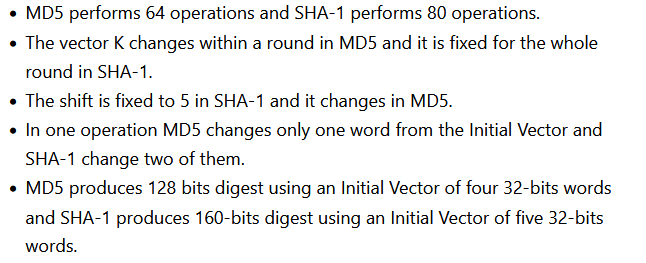 • MD5 performs 64 operations and SHA-1 performs 80 operations.
• The vector K changes within a round in MD5 and it is fixed for the whole
round in SHA-1.
• The shift is fixed to 5 in SHA-1 and it changes in MD5.
• In one operation MD5 changes only one word from the Initial Vector and
SHA-1 change two of them.
• MD5 produces 128 bits digest using an Initial Vector of four 32-bits words
and SHA-1 produces 160-bits digest using an Initial Vector of five 32-bits
words.